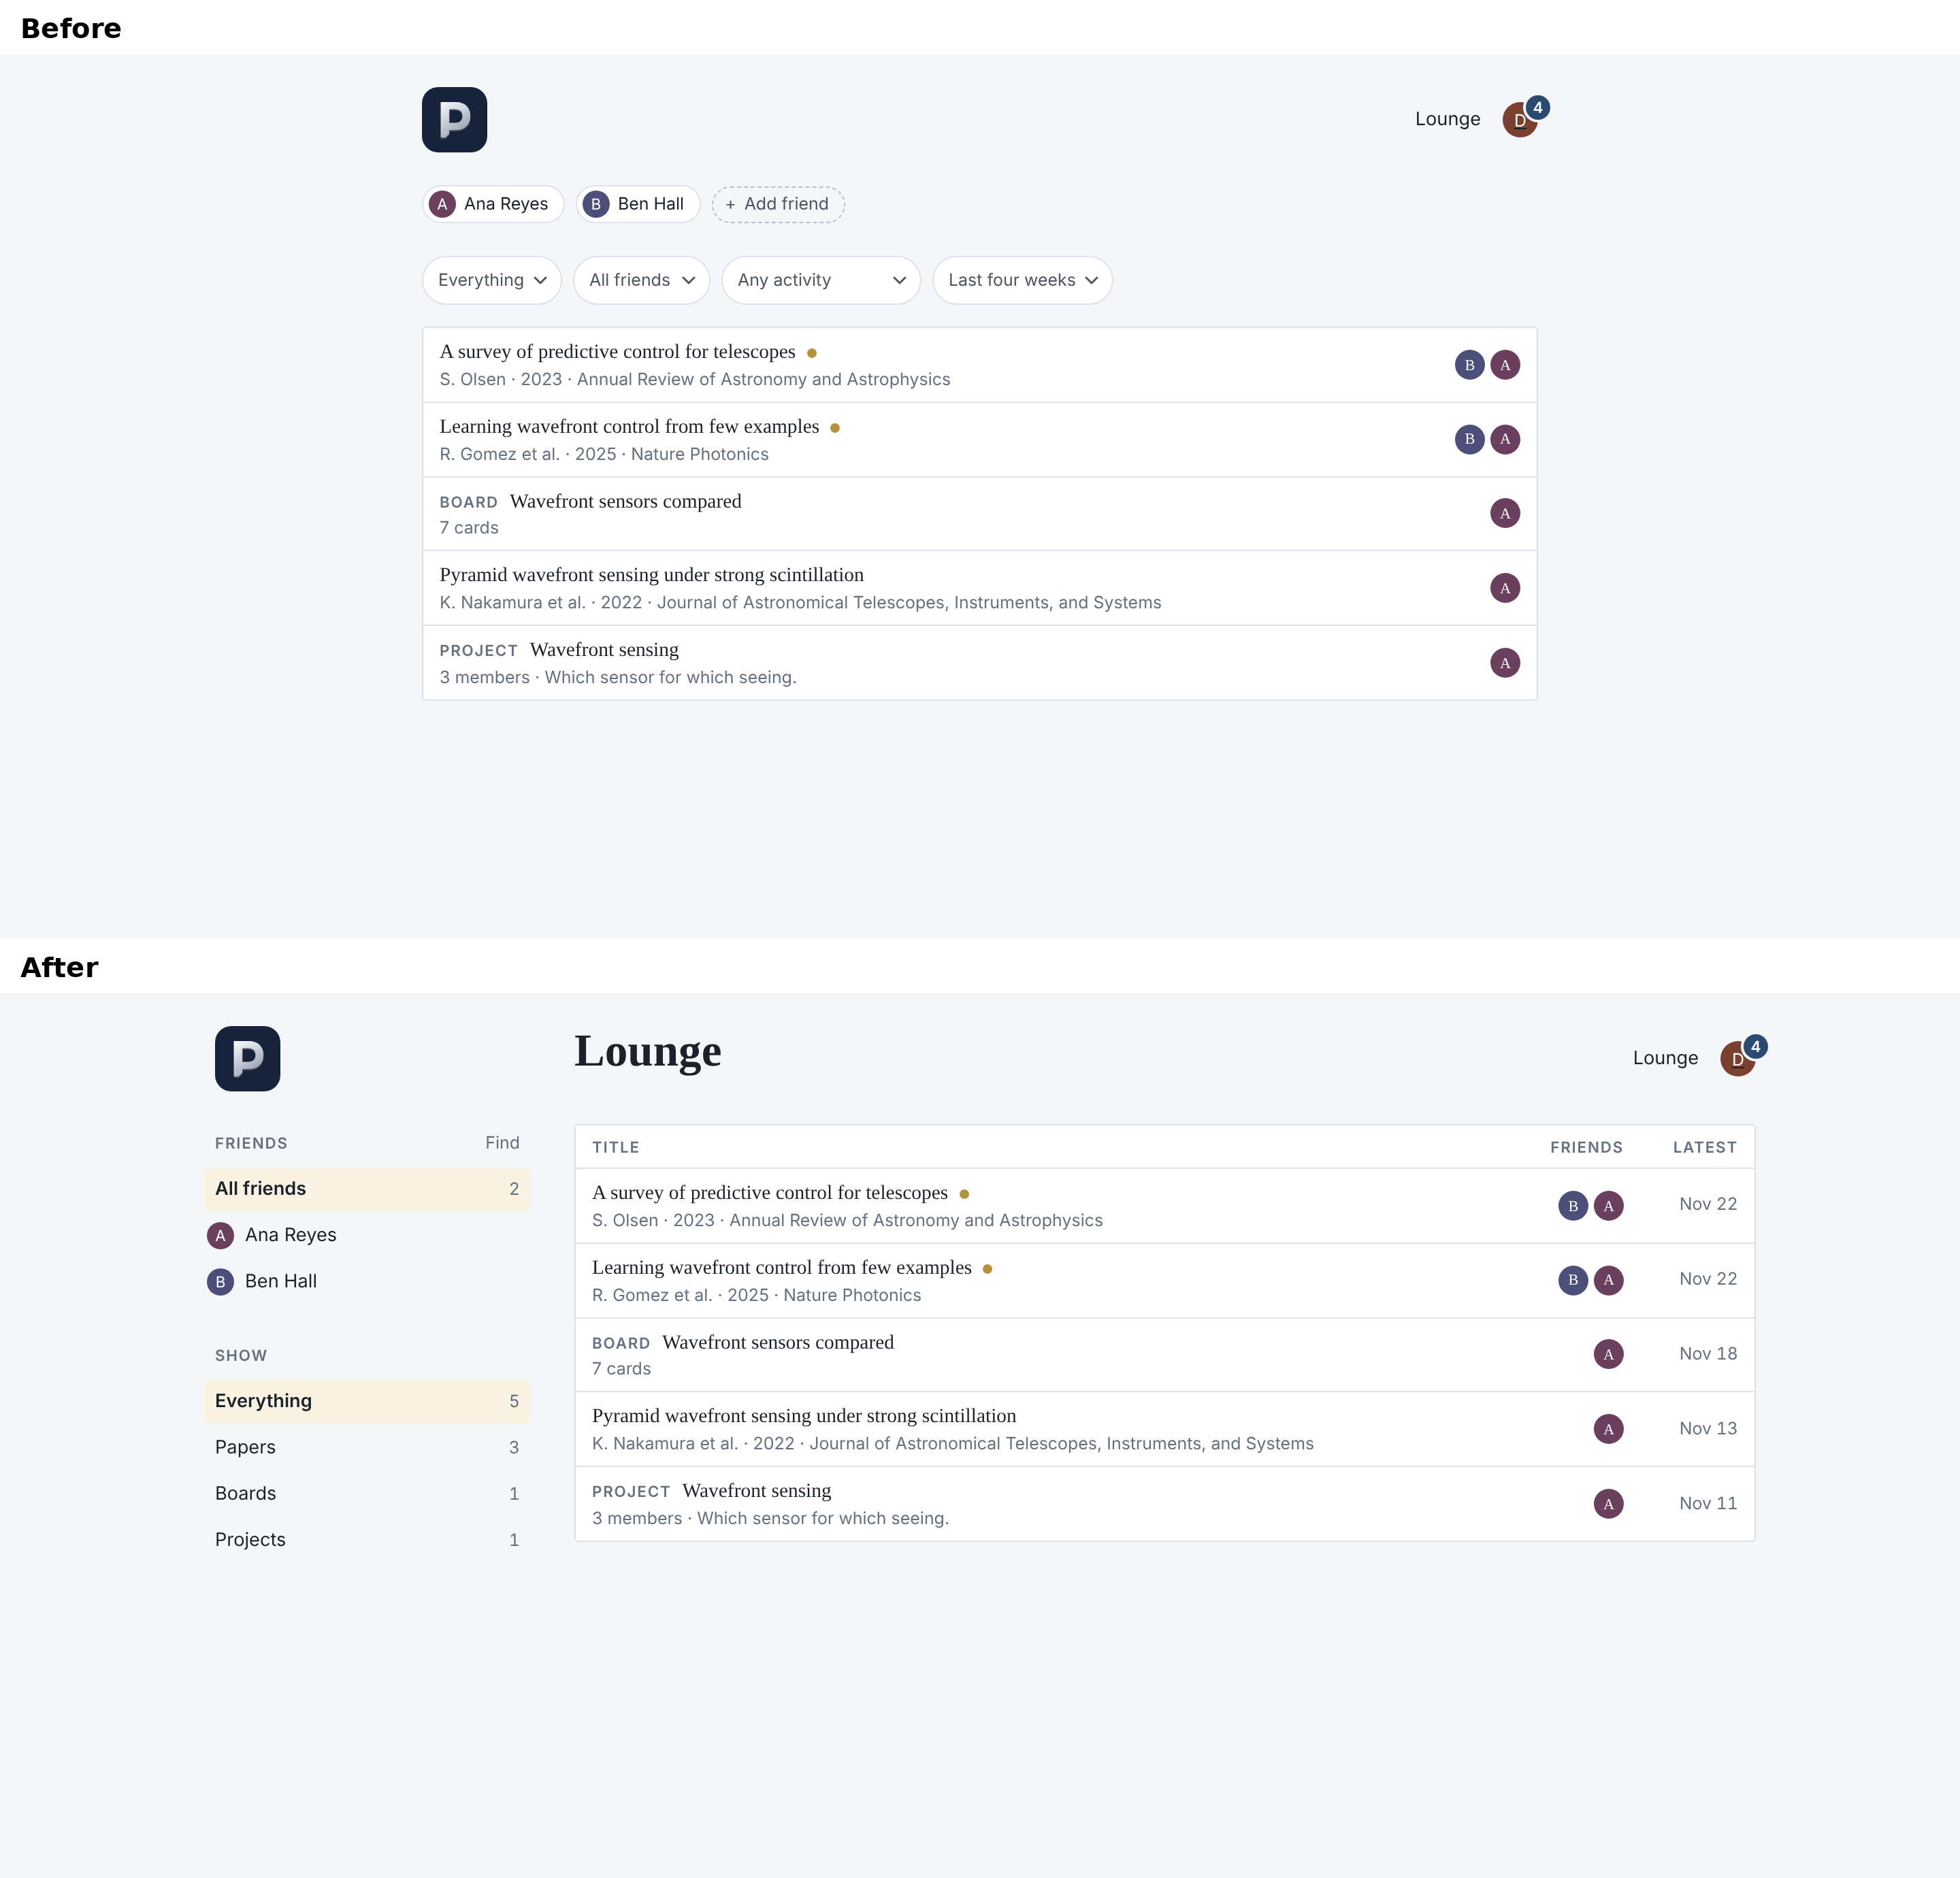 Before
P
Lounge D 4
A Ana Reyes B Ben Hall + Add friend
Everything All friends Any activity Last four weeks
A survey of predictive control for telescopes
S. Olsen · 2023 · Annual Review of Astronomy and Astrophysics
B A
Learning wavefront control from few examples
R. Gomez et al. · 2025 · Nature Photonics
B A
BOARD Wavefront sensors compared
7 cards
A
Pyramid wavefront sensing under strong scintillation
K. Nakamura et al. · 2022 · Journal of Astronomical Telescopes, Instruments, and Systems
A
PROJECT Wavefront sensing
3 members · Which sensor for which seeing.
A
After
P
Lounge
Lounge D 4
FRIENDS Find
All friends 2
A Ana Reyes
B Ben Hall
SHOW
Everything 5
Papers 3
Boards 1
Projects 1
TITLE FRIENDS LATEST
A survey of predictive control for telescopes
S. Olsen · 2023 · Annual Review of Astronomy and Astrophysics
B A Nov 22
Learning wavefront control from few examples
R. Gomez et al. · 2025 · Nature Photonics
B A Nov 22
BOARD Wavefront sensors compared
7 cards
A Nov 18
Pyramid wavefront sensing under strong scintillation
K. Nakamura et al. · 2022 · Journal of Astronomical Telescopes, Instruments, and Systems
A Nov 13
PROJECT Wavefront sensing
3 members · Which sensor for which seeing.
A Nov 11